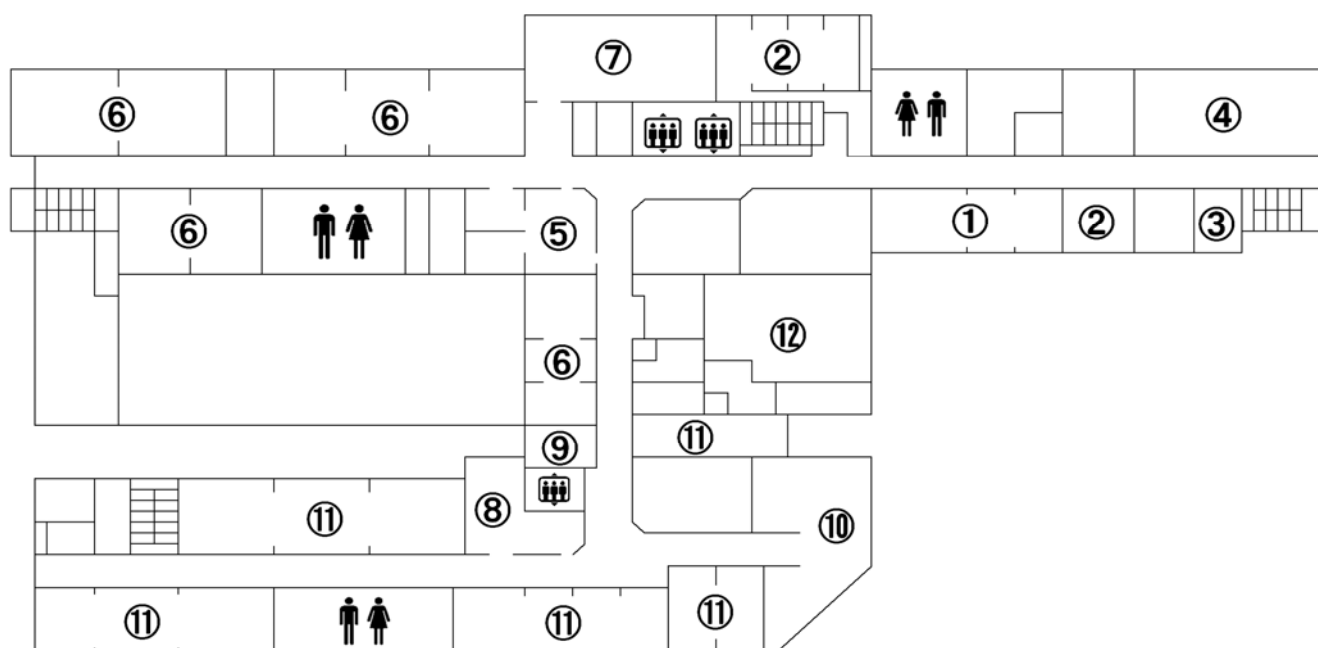 ⑦ ②
⑥ ⑥ ④
⑥ ⑤ ① ② ③
⑫
⑥
⑪
⑨
⑧ ⑪ ⑩
⑪ ⑪ ⑪